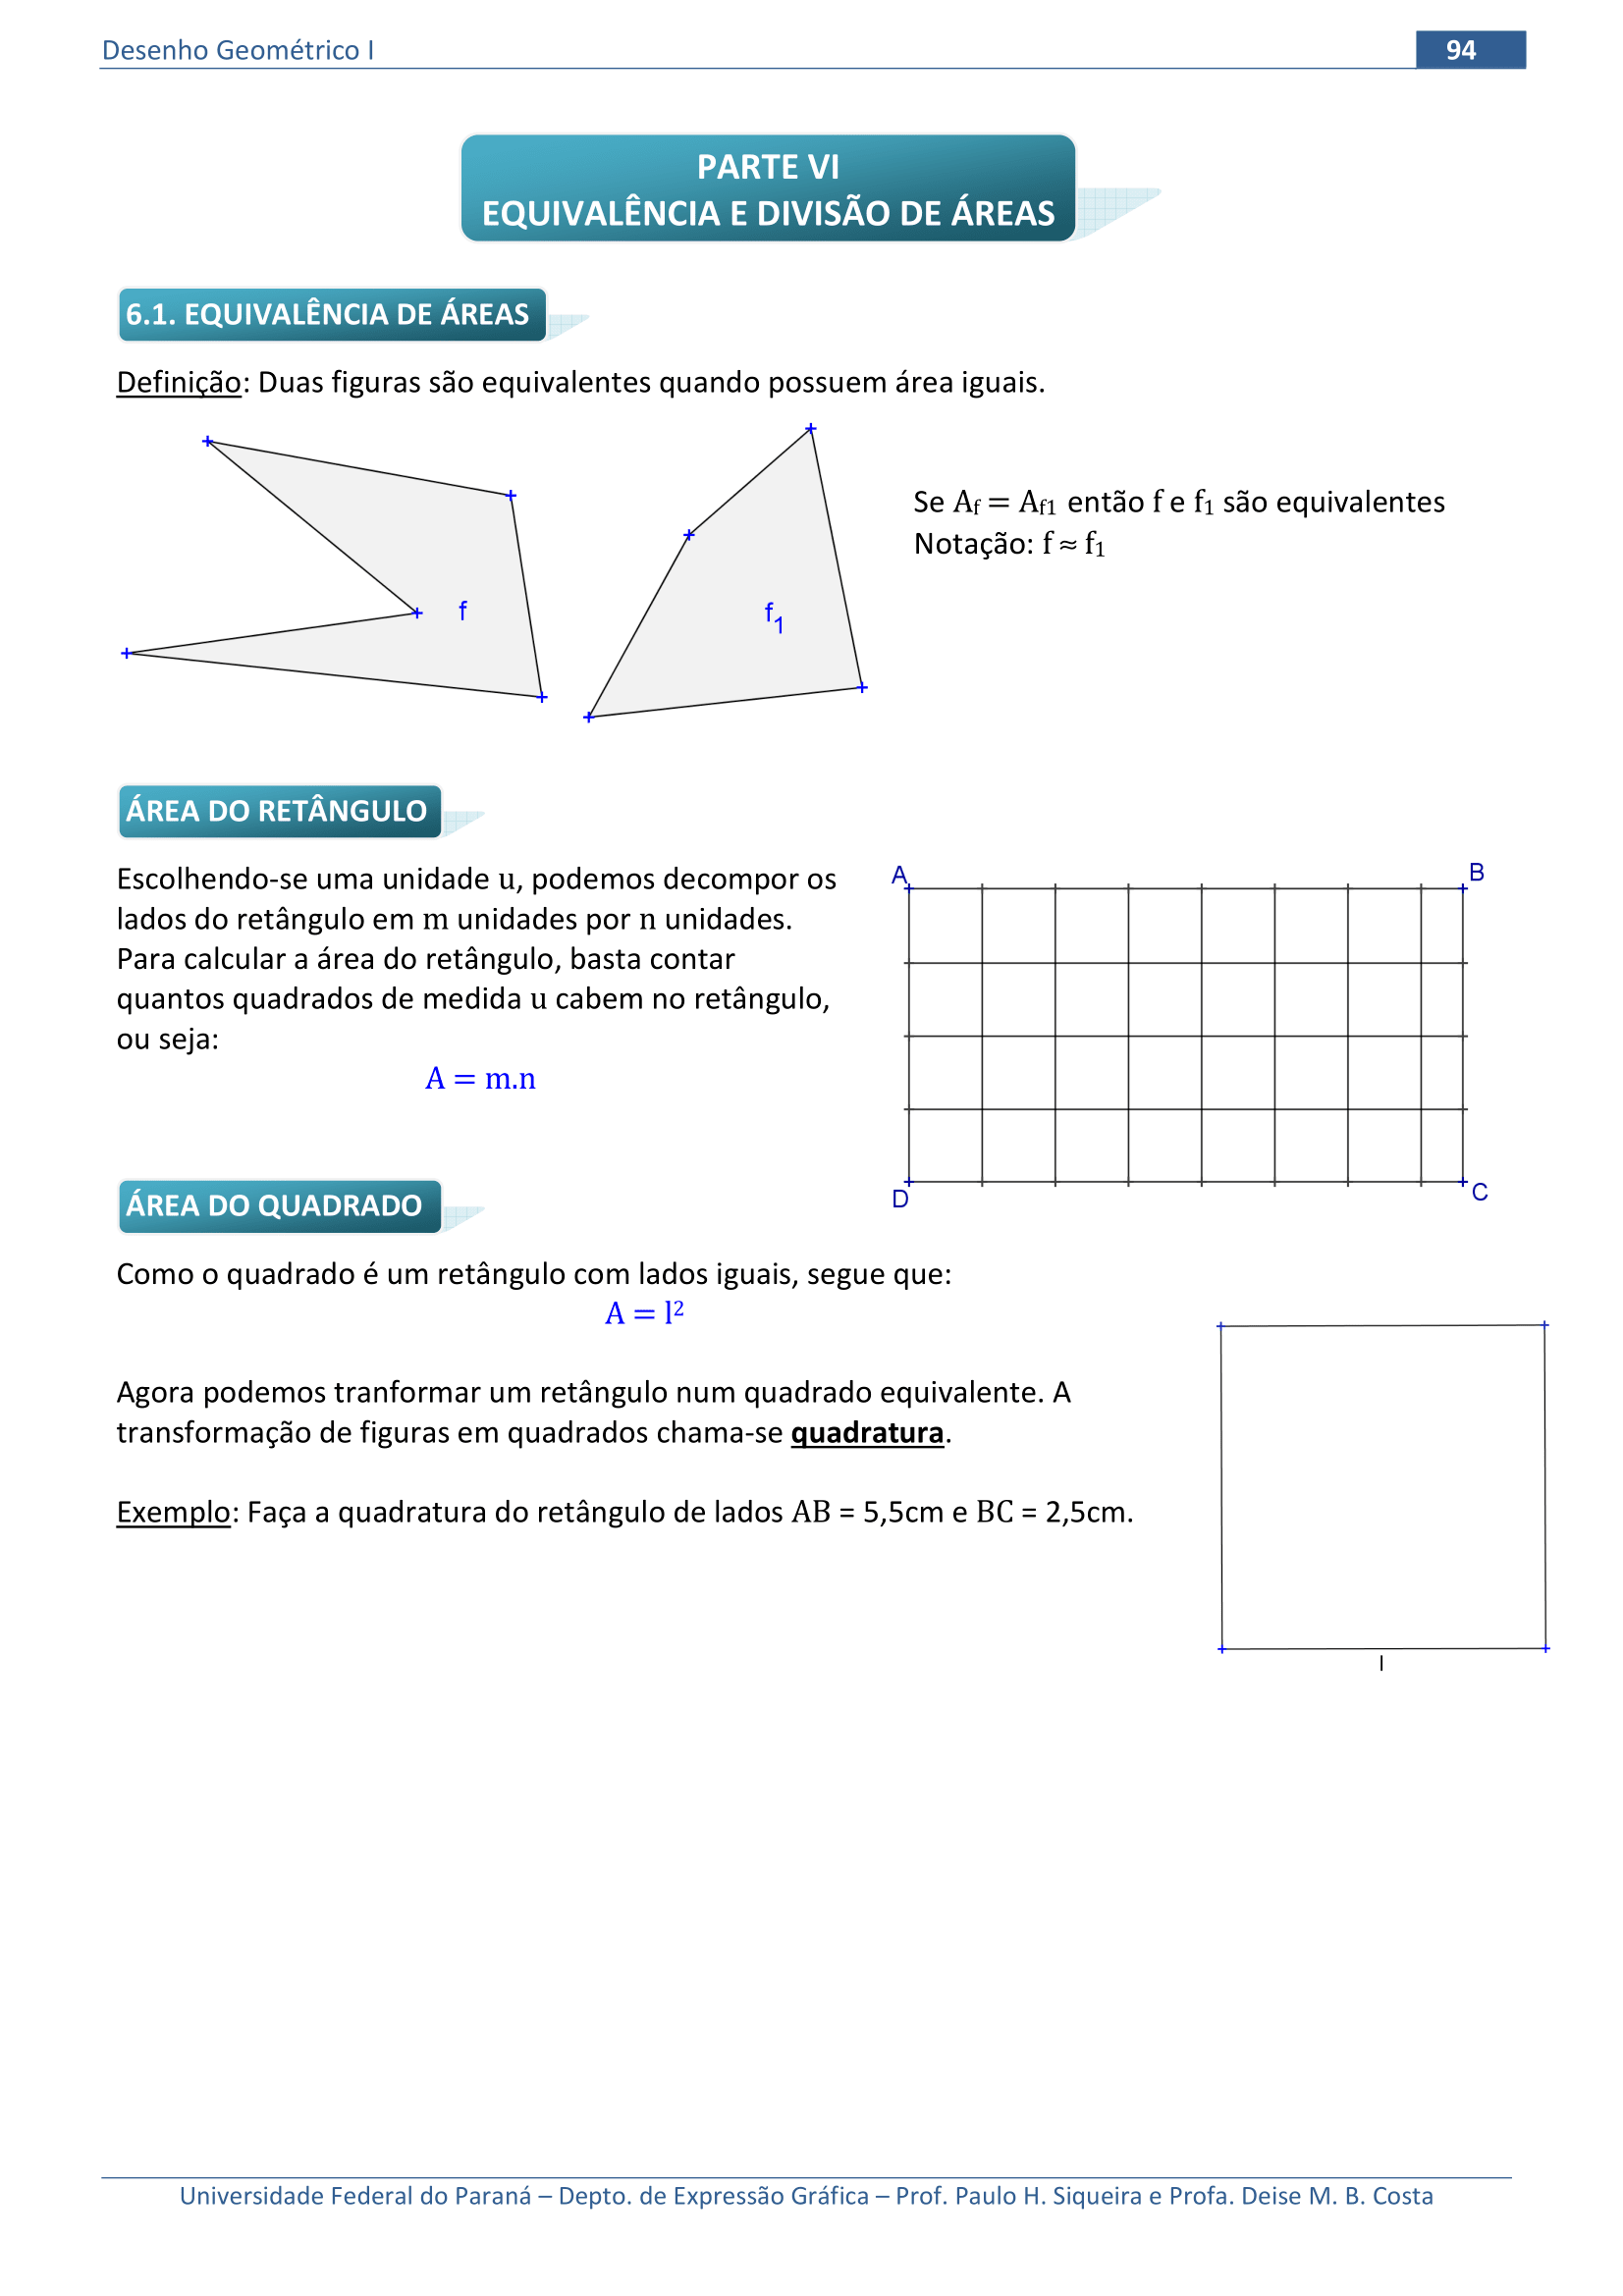 Desenho Geométrico I
94
PARTE VI
EQUIVALÊNCIA E DIVISÃO DE ÁREAS
6.1. EQUIVALÊNCIA DE ÁREAS
Definição: Duas figuras são equivalentes quando possuem área iguais.
f
f₁
Se A_f = A_f1 então f e f₁ são equivalentes
Notação: f ≈ f₁
ÁREA DO RETÂNGULO
Escolhendo-se uma unidade u, podemos decompor os
lados do retângulo em m unidades por n unidades.
Para calcular a área do retângulo, basta contar
quantos quadrados de medida u cabem no retângulo,
ou seja:
A = m.n
A
B
D
C
ÁREA DO QUADRADO
Como o quadrado é um retângulo com lados iguais, segue que:
A = l²
Agora podemos tranformar um retângulo num quadrado equivalente. A
transformação de figuras em quadrados chama-se quadratura.
Exemplo: Faça a quadratura do retângulo de lados AB = 5,5cm e BC = 2,5cm.
l
Universidade Federal do Paraná – Depto. de Expressão Gráfica – Prof. Paulo H. Siqueira e Profa. Deise M. B. Costa